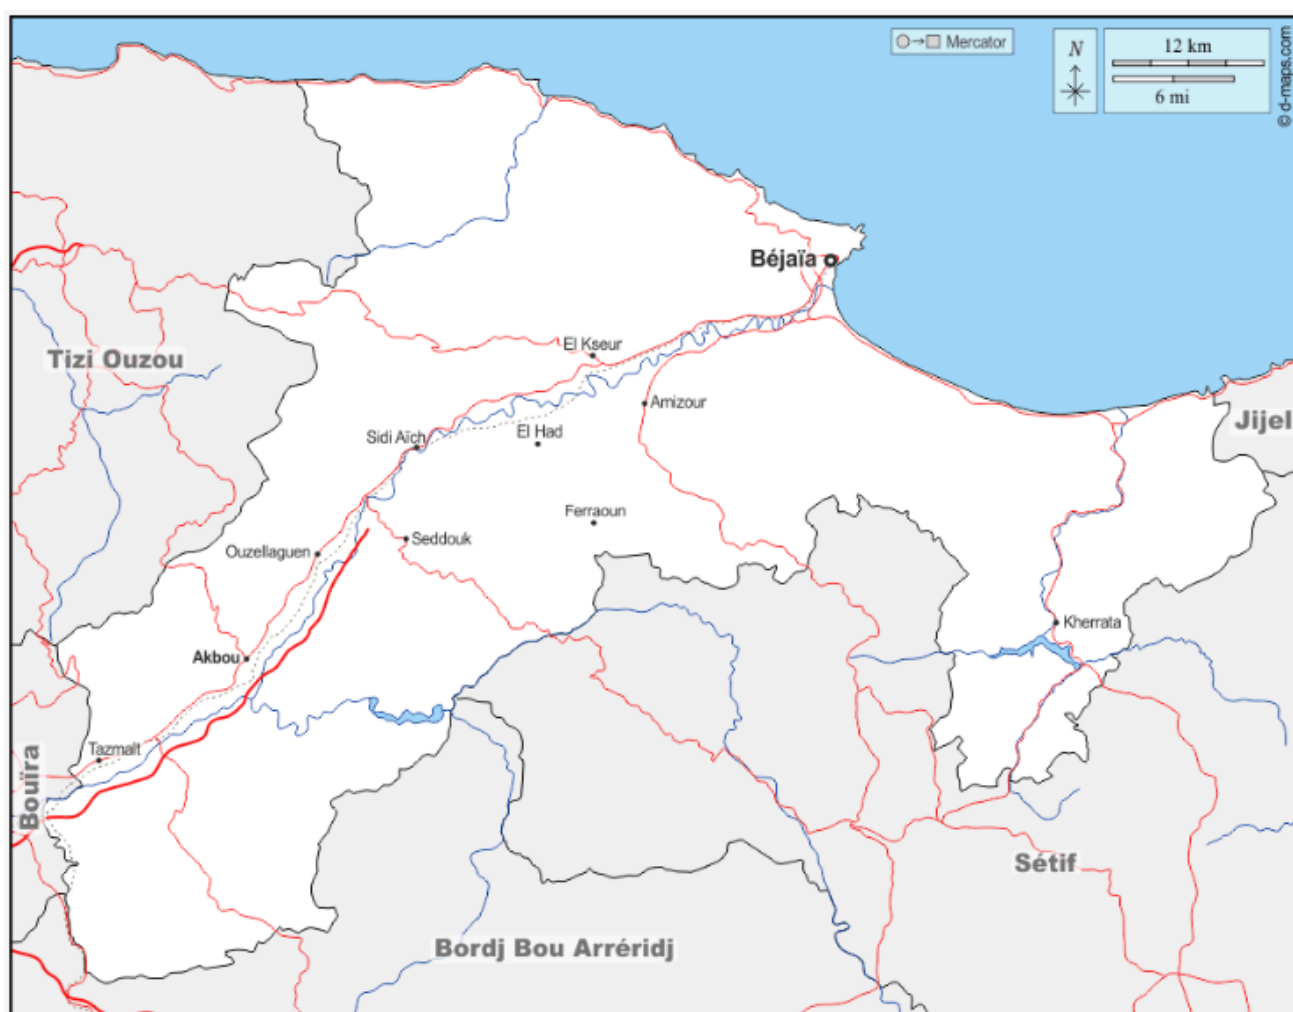 Mercator
N
12 km
6 mi
© d-maps.com
Béjaïa
El Kseur
Tizi Ouzou
Amizour
Jijel
Sidi Aïch
El Had
Ferraoun
Seddouk
Ouzellaguen
Kherrata
Akbou
Tazmalt
Bouïra
Sétif
Bordj Bou Arréridj